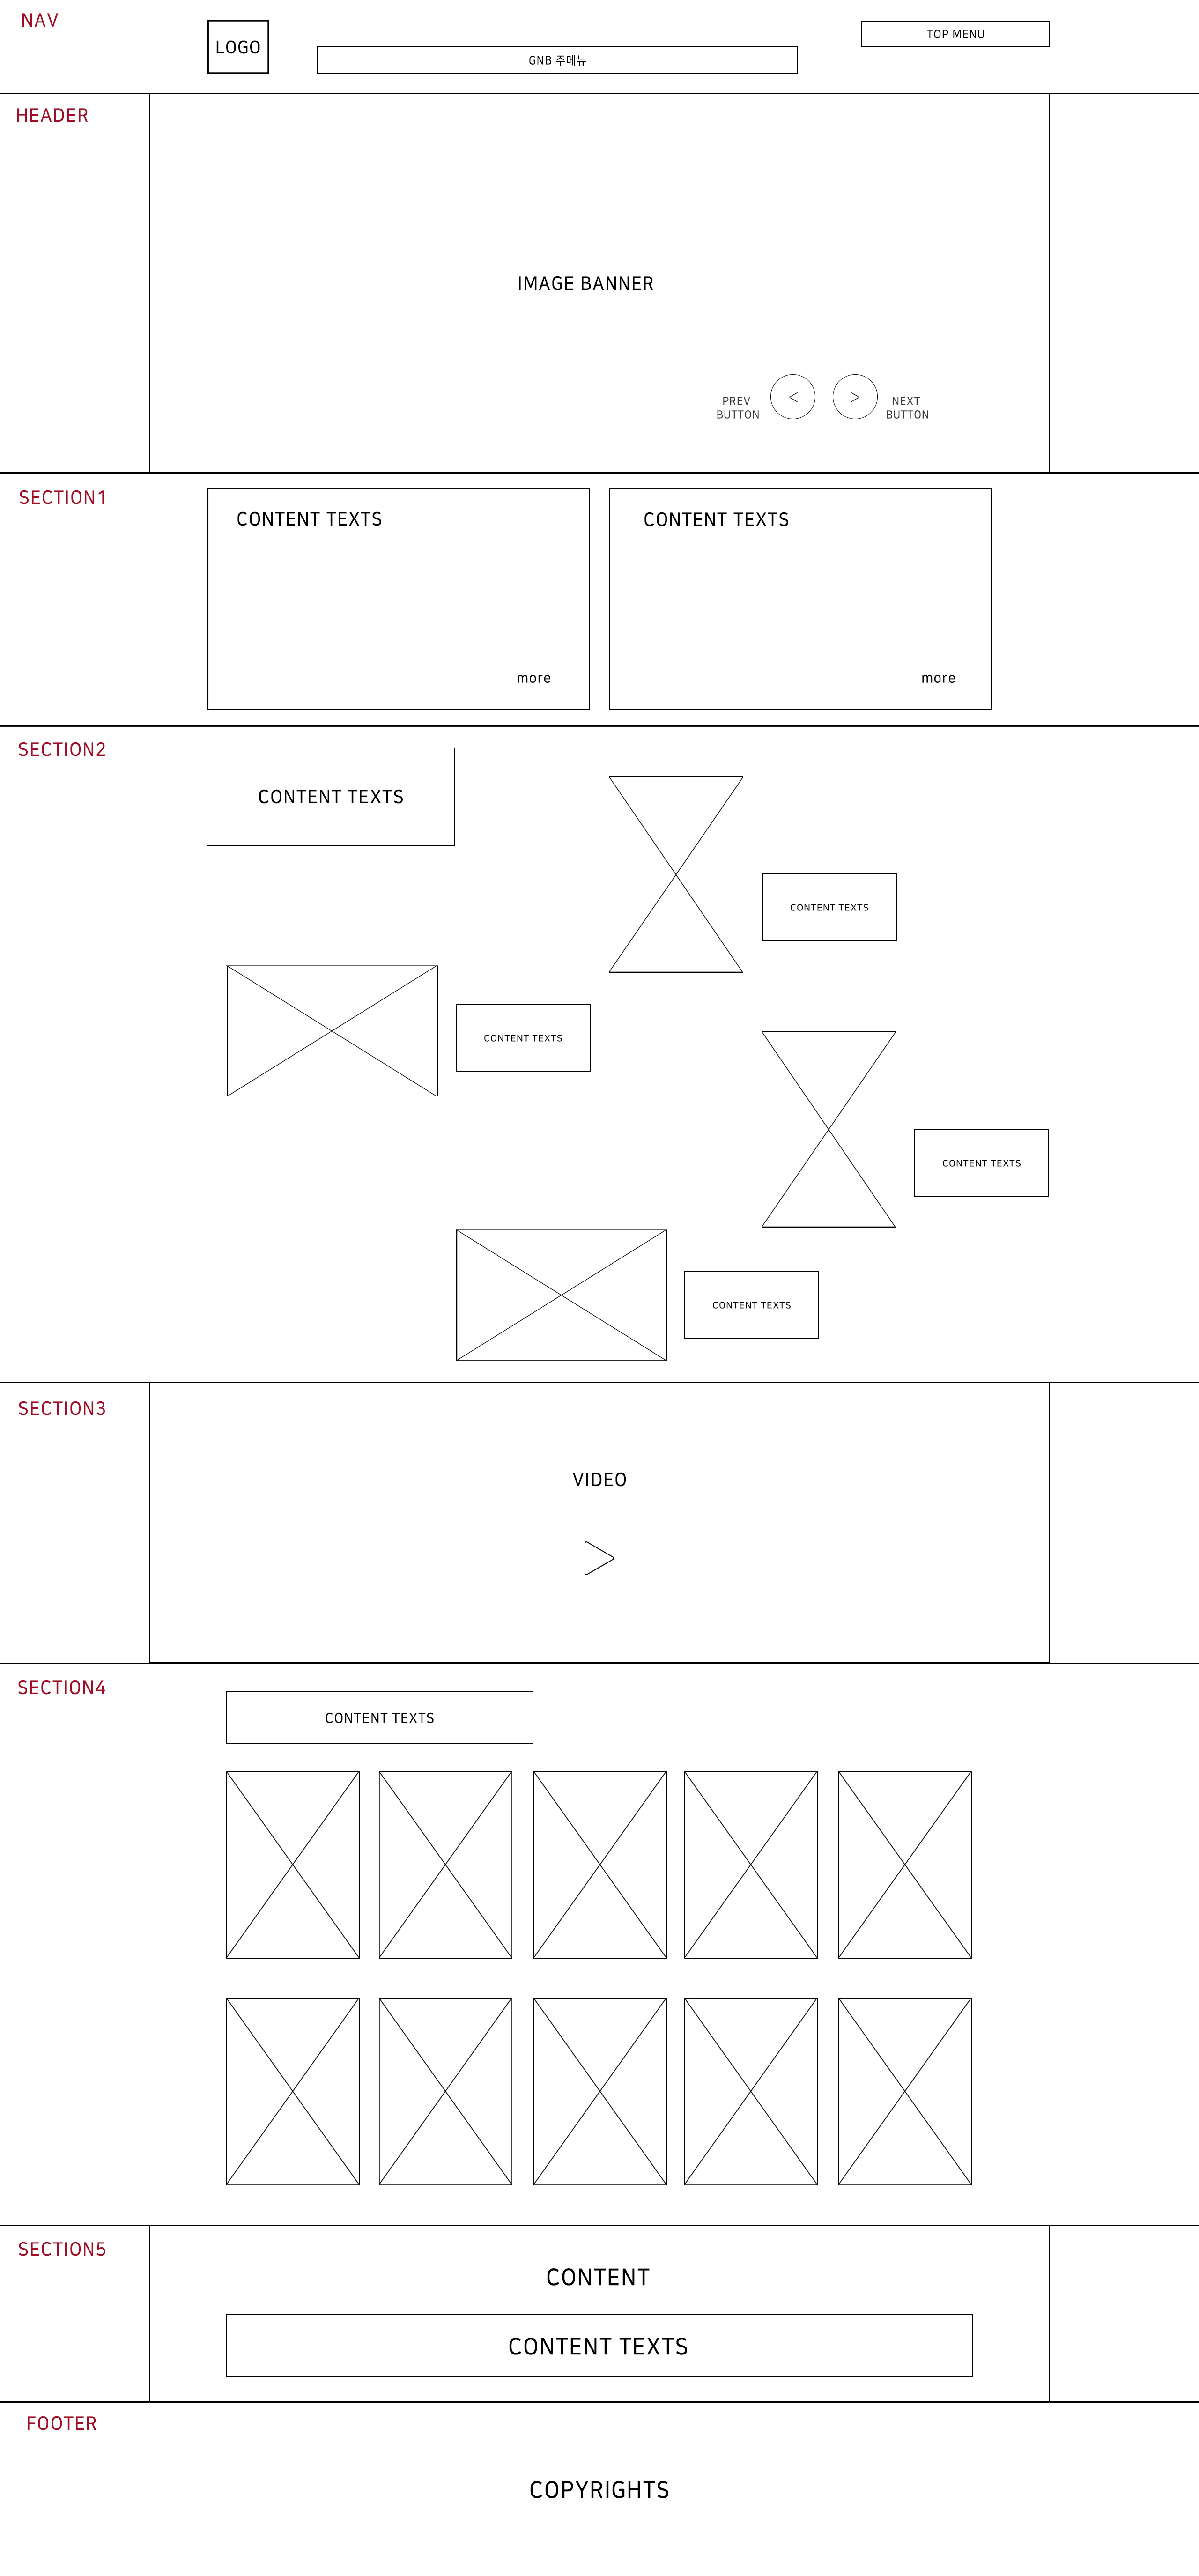 NAV
LOGO
GNB 주메뉴
TOP MENU
HEADER
IMAGE BANNER
PREV
BUTTON
<
>
NEXT
BUTTON
SECTION1
CONTENT TEXTS
more
CONTENT TEXTS
more
SECTION2
CONTENT TEXTS
CONTENT TEXTS
CONTENT TEXTS
CONTENT TEXTS
CONTENT TEXTS
SECTION3
VIDEO
SECTION4
CONTENT TEXTS
SECTION5
CONTENT
CONTENT TEXTS
FOOTER
COPYRIGHTS